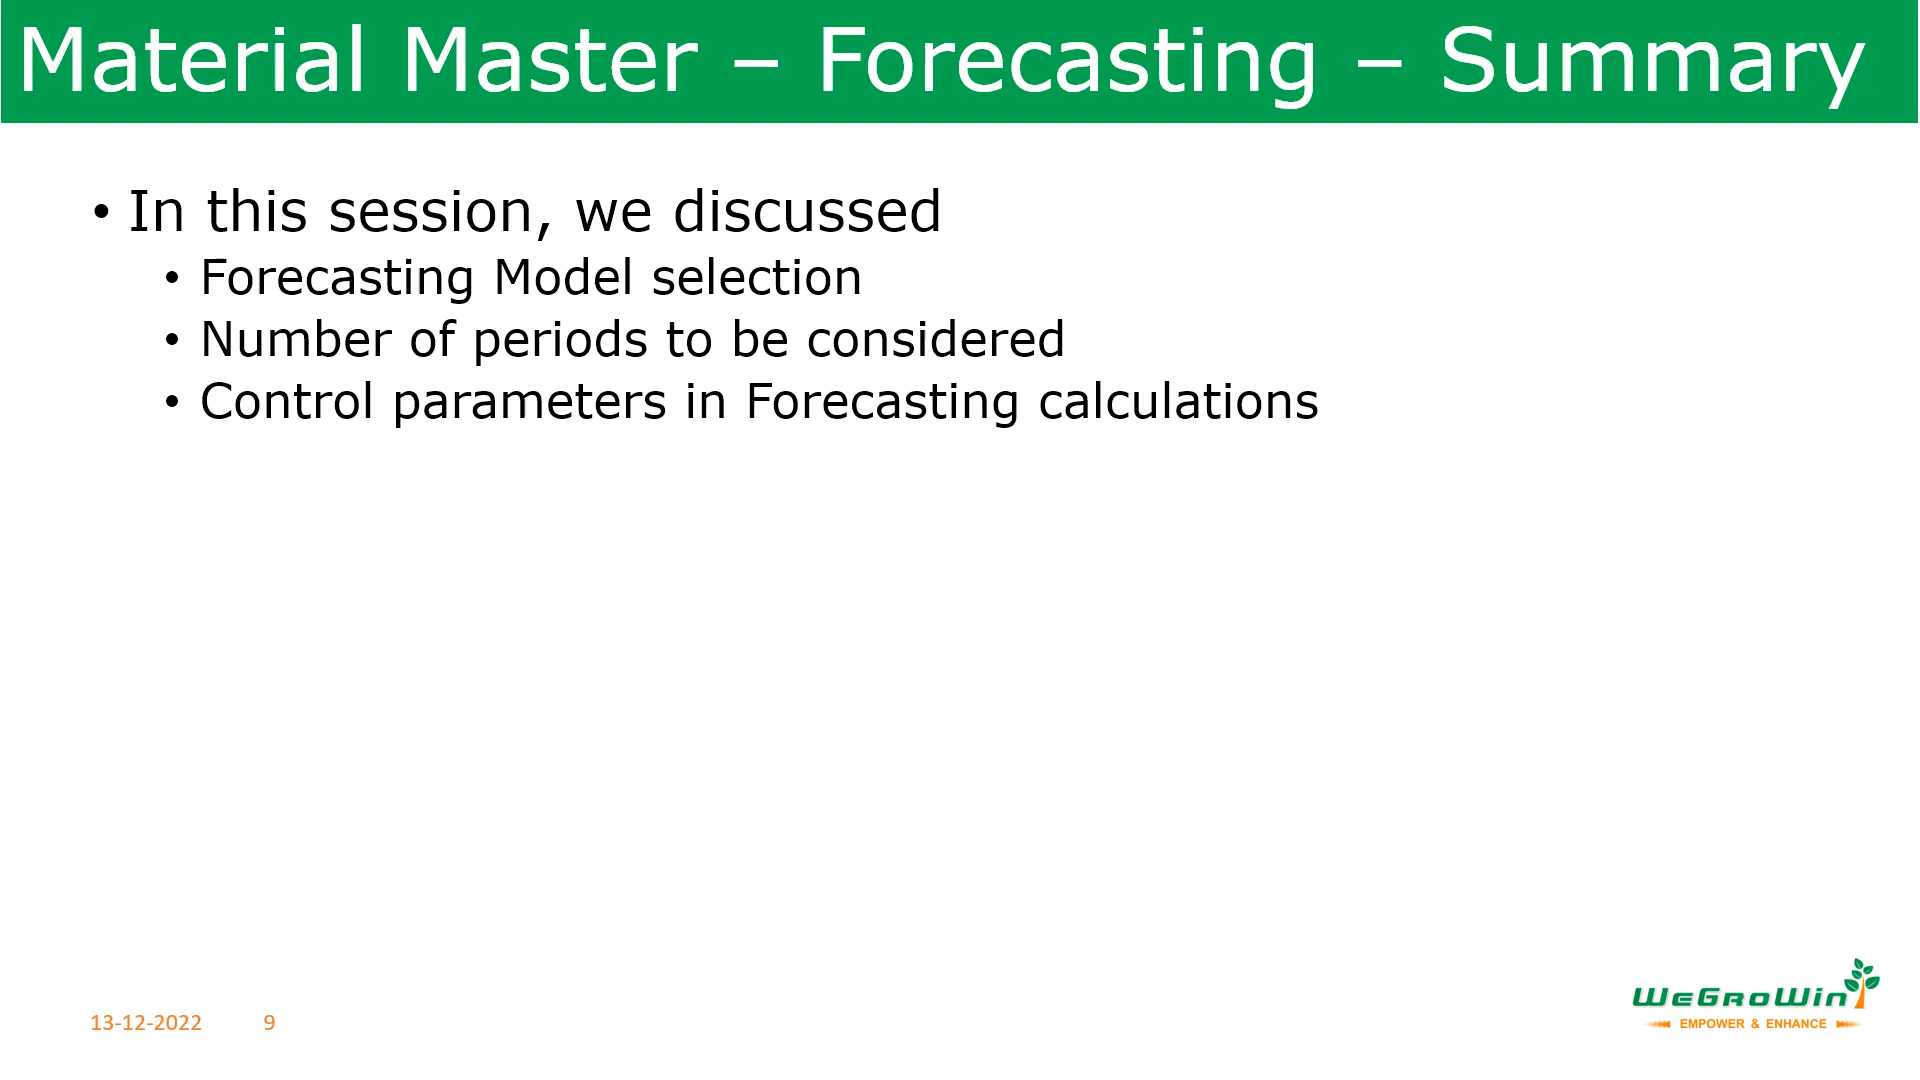 Material Master – Forecasting – Summary
• In this session, we discussed
• Forecasting Model selection
• Number of periods to be considered
• Control parameters in Forecasting calculations
13-12-2022 9
WeGroWin
EMPOWER & ENHANCE